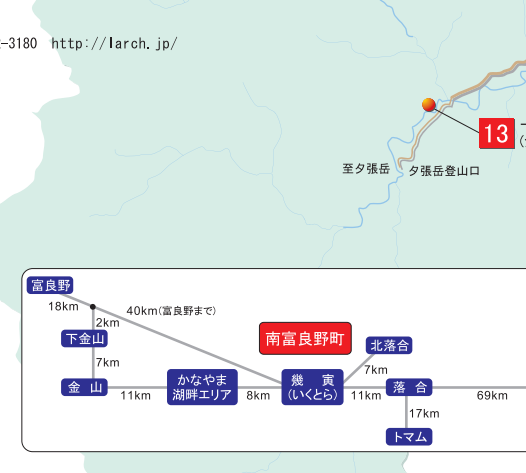 -3180 http://larch.jp/
13
至夕張岳
夕張岳登山口
富良野
18km
40km(富良野まで)
2km
下金山
南富良野町
北落合
7km
7km
金 山
かなやま
湖畔エリア
幾 寅
(いくとら)
落 合
11km
8km
11km
69km
17km
トマム